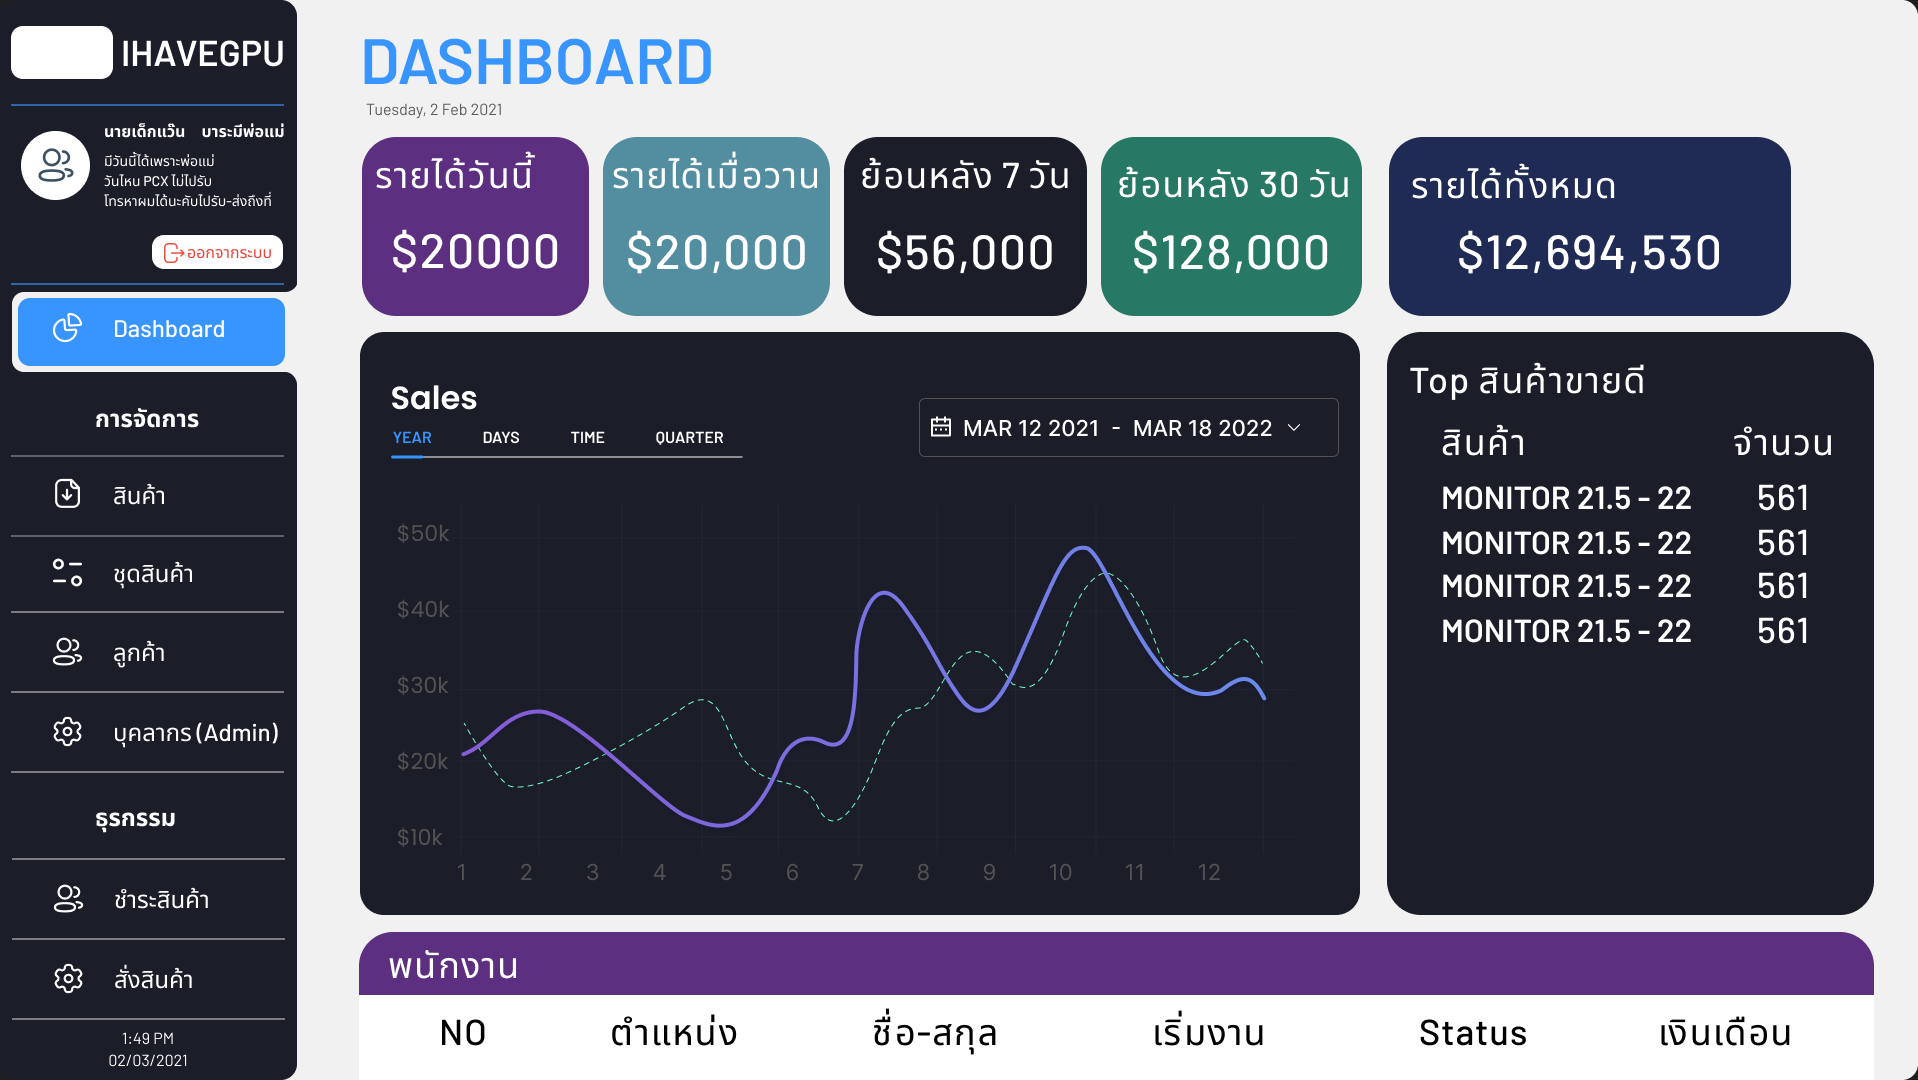 IHAVEGPU
นายเด็กแว๊น บาระมีพ่อแม่
มีวันนี้ได้เพราะพ่อแม่
วันไหน PCX ไม่ไปรับ
โทรหาผมได้นะคับไปรับ-ส่งถึงที่
ออกจากระบบ
Dashboard
การจัดการ
สินค้า
ชุดสินค้า
ลูกค้า
บุคลากร (Admin)
ธุรกรรม
ชำระสินค้า
สั่งสินค้า
1:49 PM
02/03/2021
DASHBOARD
Tuesday, 2 Feb 2021
รายได้วันนี้
$20000
รายได้เมื่อวาน
$20,000
ย้อนหลัง 7 วัน
$56,000
ย้อนหลัง 30 วัน
$128,000
รายได้ทั้งหมด
$12,694,530
Sales
YEAR DAYS TIME QUARTER
MAR 12 2021 - MAR 18 2022
$50k
$40k
$30k
$20k
$10k
1 2 3 4 5 6 7 8 9 10 11 12
Top สินค้าขายดี
สินค้า จำนวน
MONITOR 21.5 - 22 561
MONITOR 21.5 - 22 561
MONITOR 21.5 - 22 561
MONITOR 21.5 - 22 561
พนักงาน
NO ตำแหน่ง ชื่อ-สกุล เริ่มงาน Status เงินเดือน